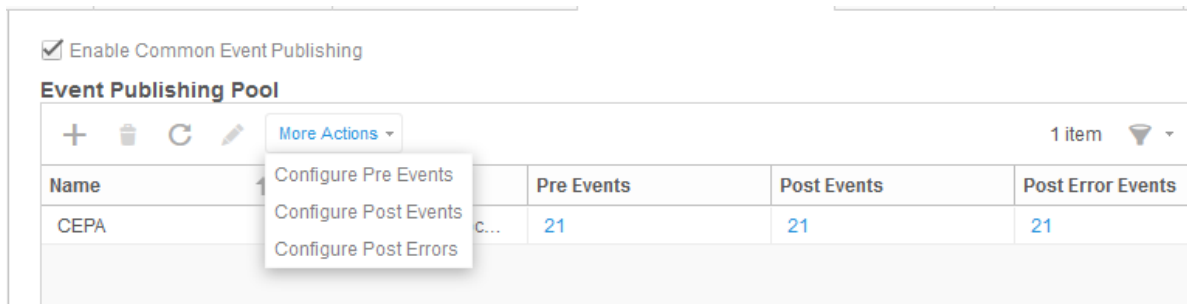 Enable Common Event Publishing
Event Publishing Pool
More Actions
1 item
Configure Pre Events
Configure Post Events
Configure Post Errors
Name Pre Events Post Events Post Error Events
CEPA c... 21 21 21